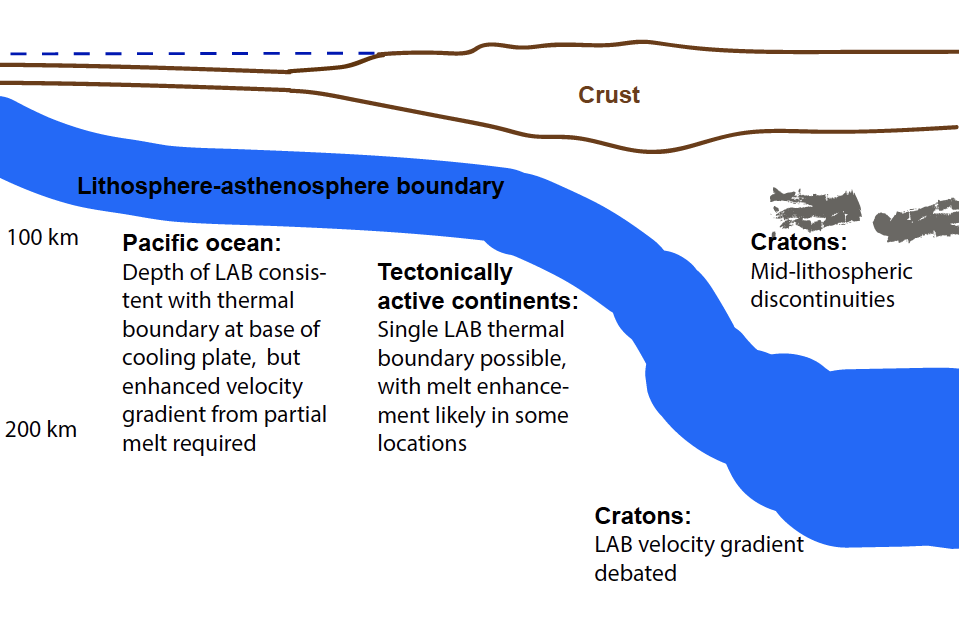 Crust
Lithosphere-asthenosphere boundary
100 km
200 km
Pacific ocean:
Depth of LAB consis-
tent with thermal
boundary at base of
cooling plate, but
enhanced velocity
gradient from partial
melt required
Tectonically
active continents:
Single LAB thermal
boundary possible,
with melt enhance-
ment likely in some
locations
Cratons:
Mid-lithospheric
discontinuities
Cratons:
LAB velocity gradient
debated